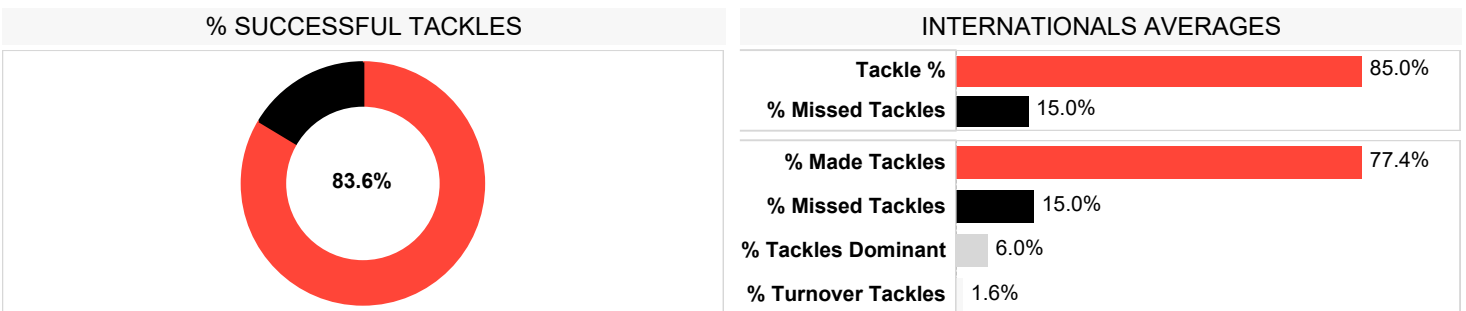 % SUCCESSFUL TACKLES
83.6%
INTERNATIONALS AVERAGES
Tackle % 85.0%
% Missed Tackles 15.0%
% Made Tackles 77.4%
% Missed Tackles 15.0%
% Tackles Dominant 6.0%
% Turnover Tackles 1.6%